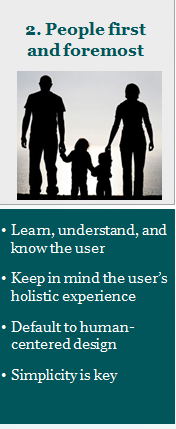 2. People first
and foremost
• Learn, understand, and
know the user
• Keep in mind the user's
holistic experience
• Default to human-
centered design
• Simplicity is key